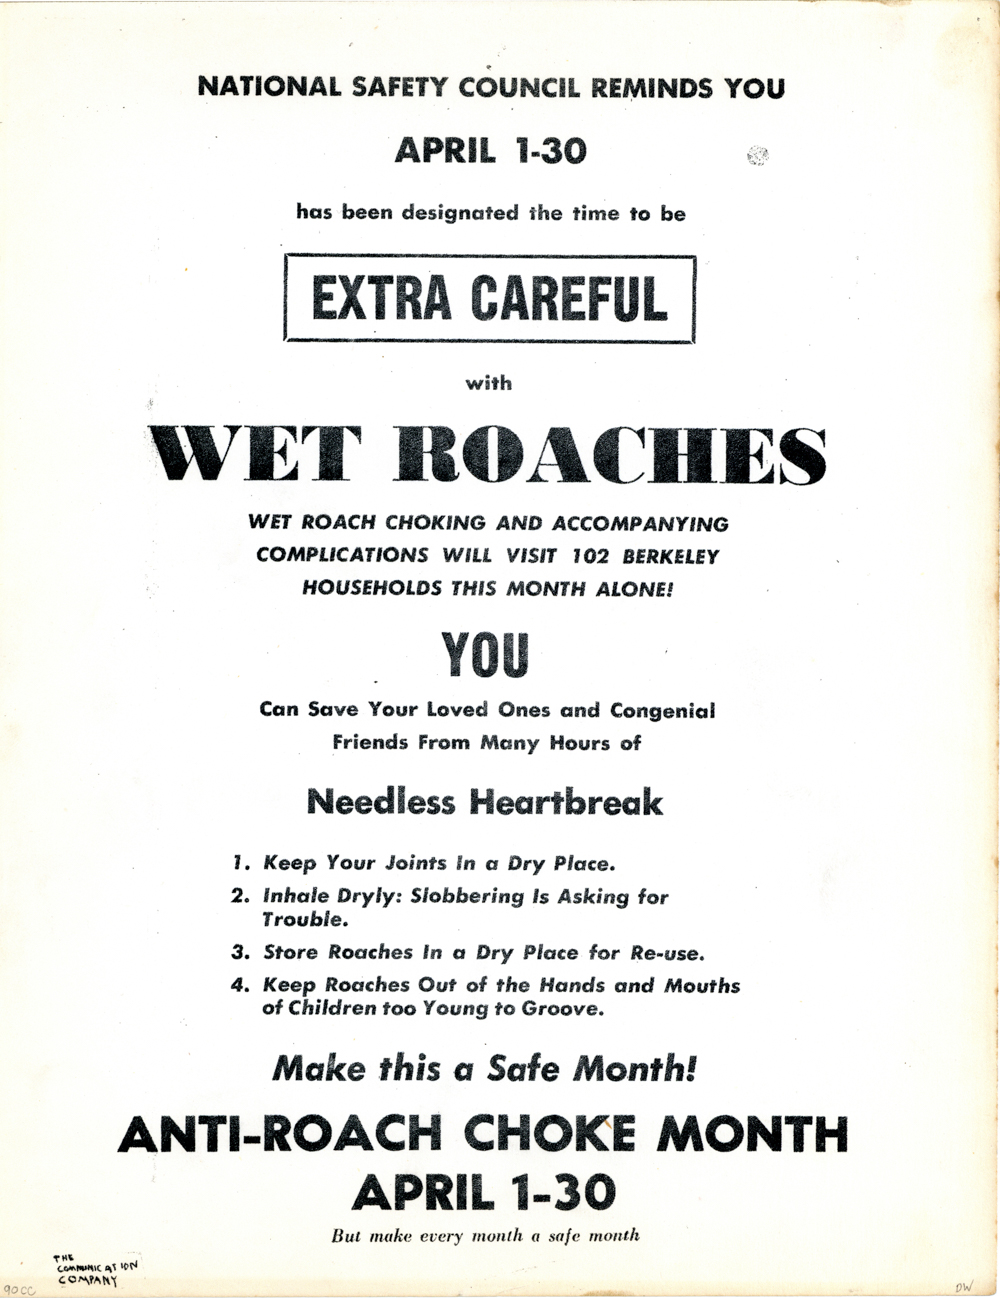 NATIONAL SAFETY COUNCIL REMINDS YOU
APRIL 1-30
has been designated the time to be
EXTRA CAREFUL
with
WET ROACHES
WET ROACH CHOKING AND ACCOMPANYING
COMPLICATIONS WILL VISIT 102 BERKELEY
HOUSEHOLDS THIS MONTH ALONE!
YOU
Can Save Your Loved Ones and Congenial
Friends From Many Hours of
Needless Heartbreak
1. Keep Your Joints In a Dry Place.
2. Inhale Dryly: Slobbering Is Asking for
Trouble.
3. Store Roaches In a Dry Place for Re-use.
4. Keep Roaches Out of the Hands and Mouths
of Children too Young to Groove.
Make this a Safe Month!
ANTI-ROACH CHOKE MONTH
APRIL 1-30
But make every month a safe month
THE
COMMUNICATION
COMPANY
90CC
DW